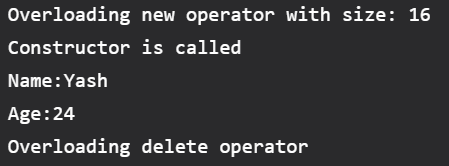 Overloading new operator with size: 16
Constructor is called
Name:Yash
Age:24
Overloading delete operator